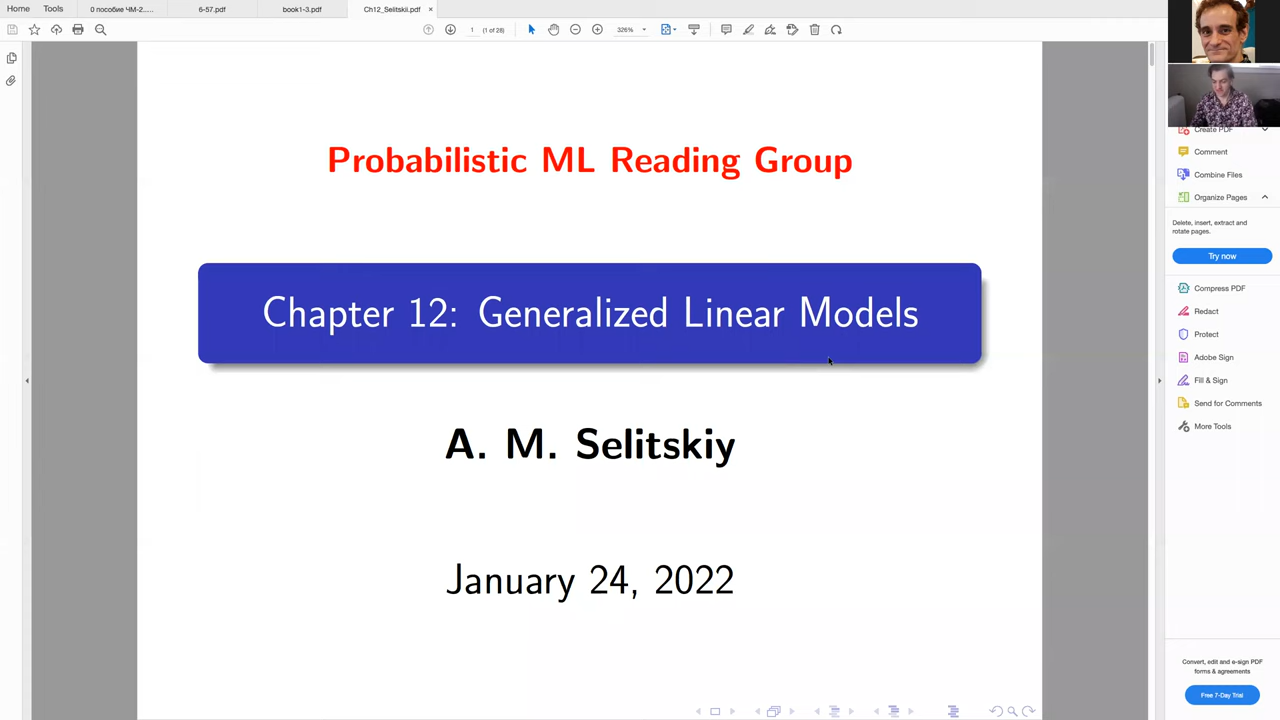 Home Tools 0 пособие ЧМ-2.... 6-57.pdf book1-3.pdf Ch12_Selitskii.pdf ×
1 (1 of 28) 326%
Probabilistic ML Reading Group
Chapter 12: Generalized Linear Models
A. M. Selitskiy
January 24, 2022
Create PDF
Comment
Combine Files
Organize Pages
Delete, insert, extract and
rotate pages.
Try now
Compress PDF
Redact
Protect
Adobe Sign
Fill & Sign
Send for Comments
More Tools
Convert, edit and e-sign PDF
forms & agreements
Free 7-Day Trial